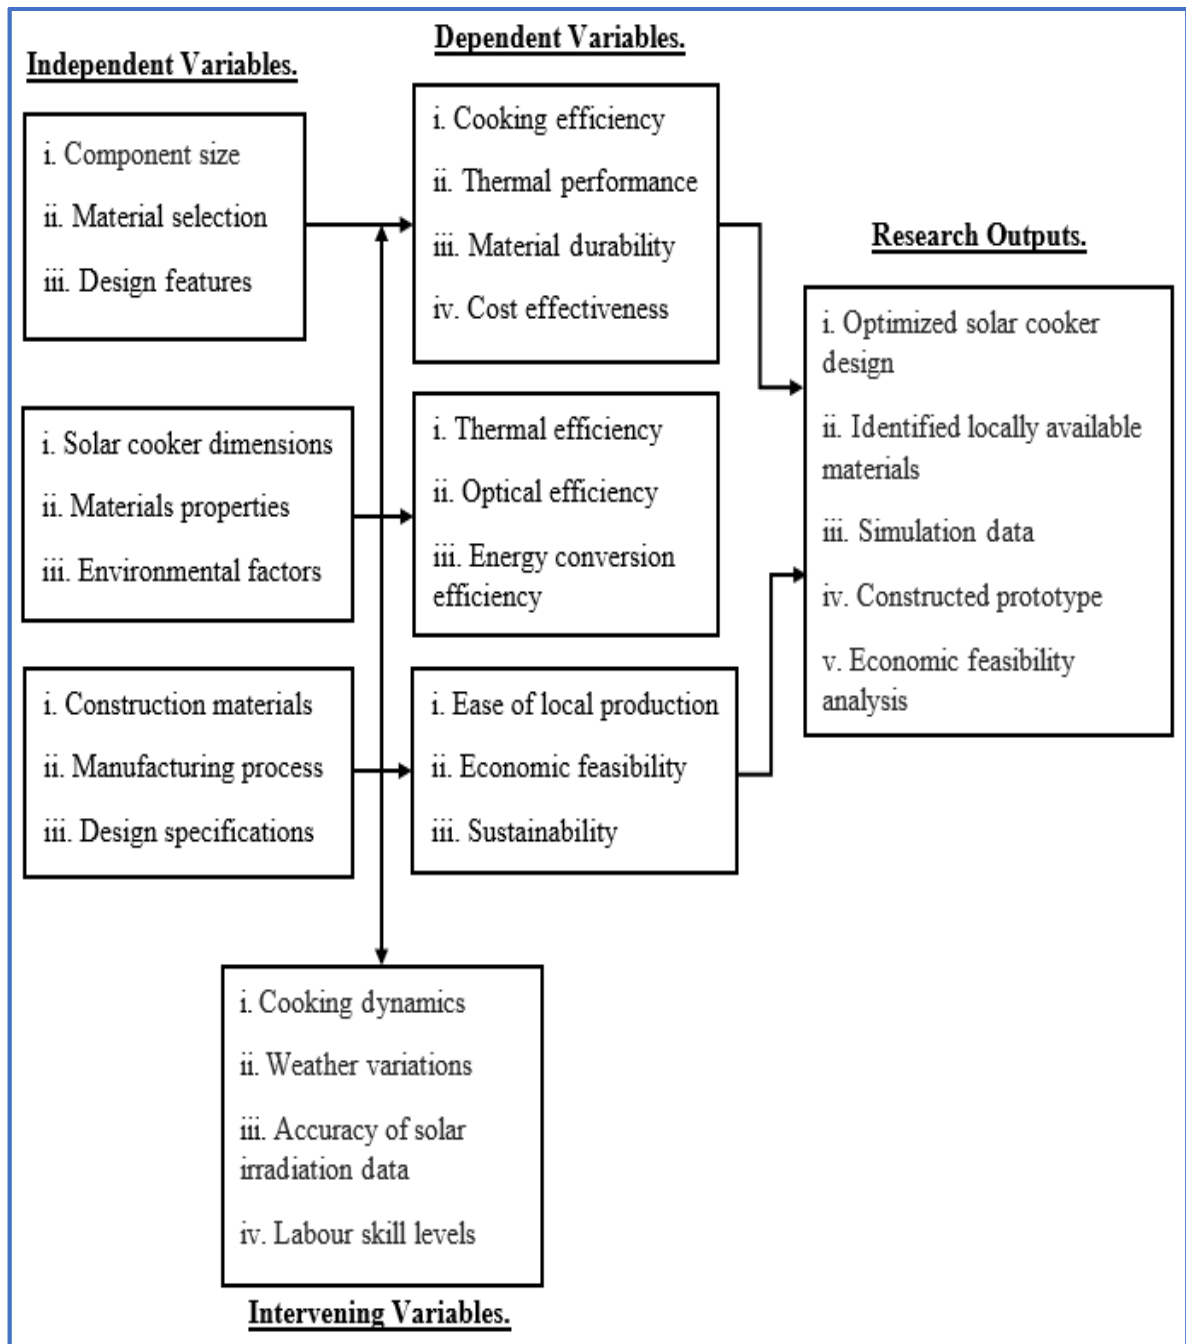 Independent Variables.
i. Component size
ii. Material selection
iii. Design features
i. Solar cooker dimensions
ii. Materials properties
iii. Environmental factors
i. Construction materials
ii. Manufacturing process
iii. Design specifications
Dependent Variables.
i. Cooking efficiency
ii. Thermal performance
iii. Material durability
iv. Cost effectiveness
i. Thermal efficiency
ii. Optical efficiency
iii. Energy conversion
efficiency
i. Ease of local production
ii. Economic feasibility
iii. Sustainability
Research Outputs.
i. Optimized solar cooker
design
ii. Identified locally available
materials
iii. Simulation data
iv. Constructed prototype
v. Economic feasibility
analysis
i. Cooking dynamics
ii. Weather variations
iii. Accuracy of solar
irradiation data
iv. Labour skill levels
Intervening Variables.